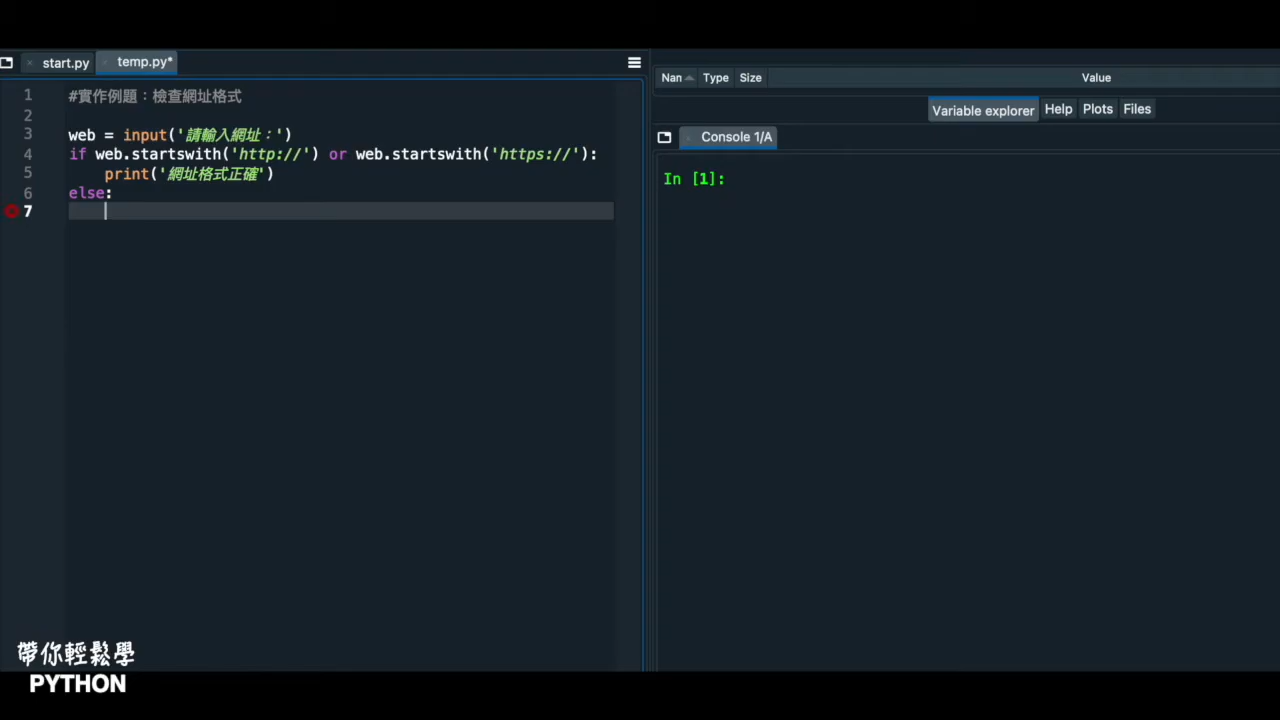 start.py
temp.py*
1 #實作例題：檢查網址格式
2
3 web = input('請輸入網址：')
4 if web.startswith('http://') or web.startswith('https://'):
5     print('網址格式正確')
6 else:
7
Nan Type Size Value
Variable explorer Help Plots Files
Console 1/A
In [1]:
帶你輕鬆學
PYTHON